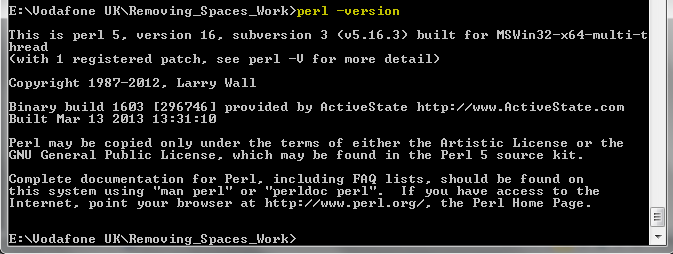 E:\Vodafone UK\Removing_Spaces_Work>perl -version
This is perl 5, version 16, subversion 3 (v5.16.3) built for MSWin32-x64-multi-t
hread
(with 1 registered patch, see perl -V for more detail)
Copyright 1987-2012, Larry Wall
Binary build 1603 [296746] provided by ActiveState http://www.ActiveState.com
Built Mar 13 2013 13:31:10
Perl may be copied only under the terms of either the Artistic License or the
GNU General Public License, which may be found in the Perl 5 source kit.
Complete documentation for Perl, including FAQ lists, should be found on
this system using "man perl" or "perldoc perl".  If you have access to the
Internet, point your browser at http://www.perl.org/, the Perl Home Page.
E:\Vodafone UK\Removing_Spaces_Work>